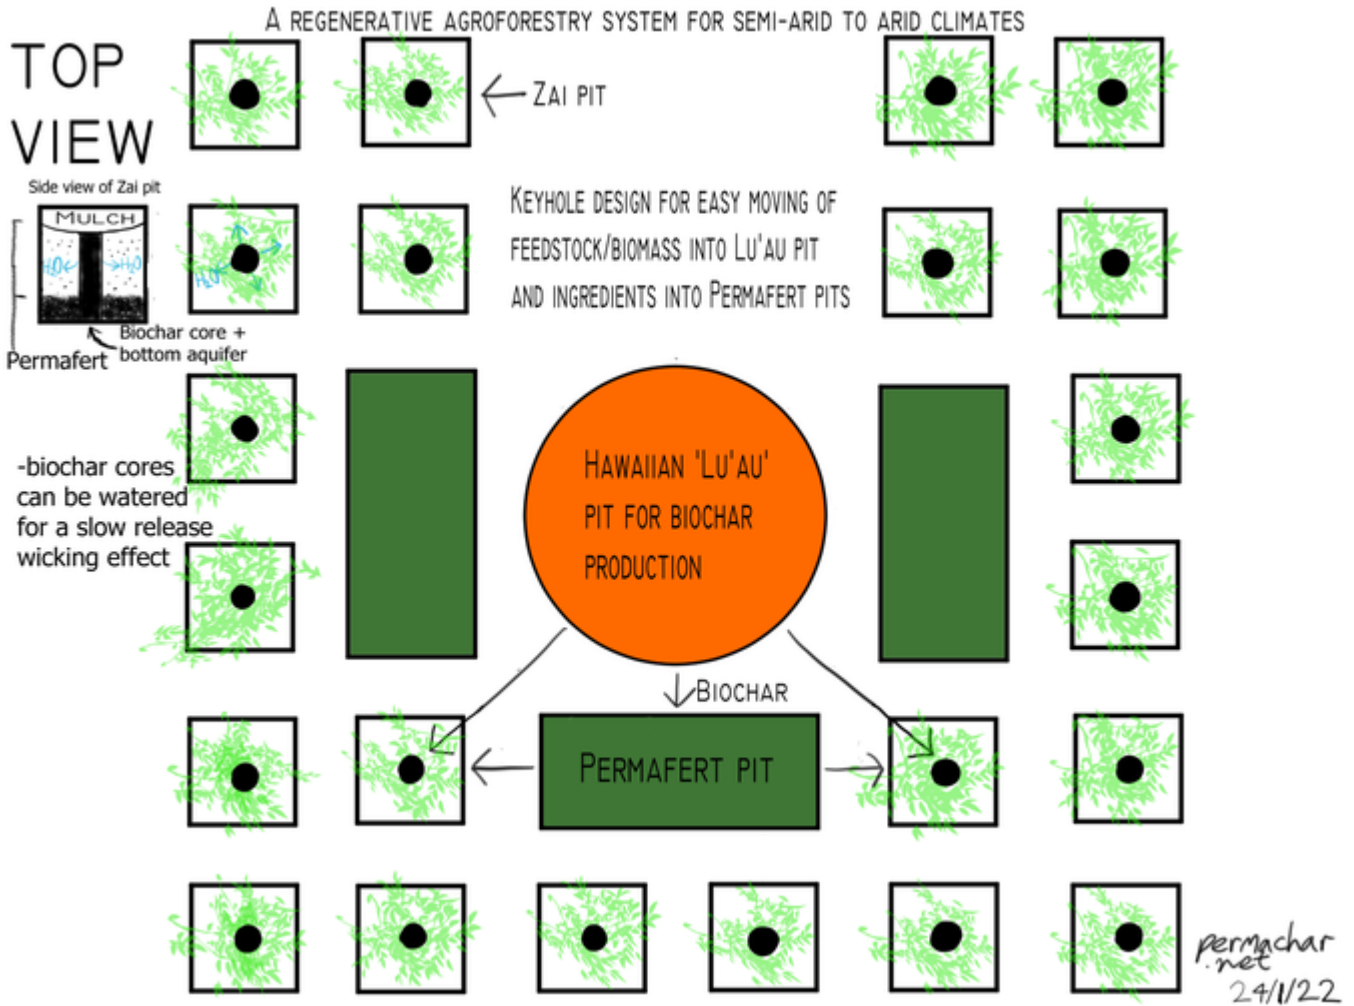 A REGENERATIVE AGROFORESTRY SYSTEM FOR SEMI-ARID TO ARID CLIMATES
TOP
VIEW
ZAI PIT
Side view of Zai pit
MULCH
H2O
H2O
Permafert
Biochar core +
bottom aquifer
H2O
KEYHOLE DESIGN FOR EASY MOVING OF
FEEDSTOCK/BIOMASS INTO LU'AU PIT
AND INGREDIENTS INTO PERMAFERT PITS
-biochar cores
can be watered
for a slow release
wicking effect
HAWAIIAN 'LU'AU'
PIT FOR BIOCHAR
PRODUCTION
BIOCHAR
PERMAFERT PIT
permachar
.net
24/1/22